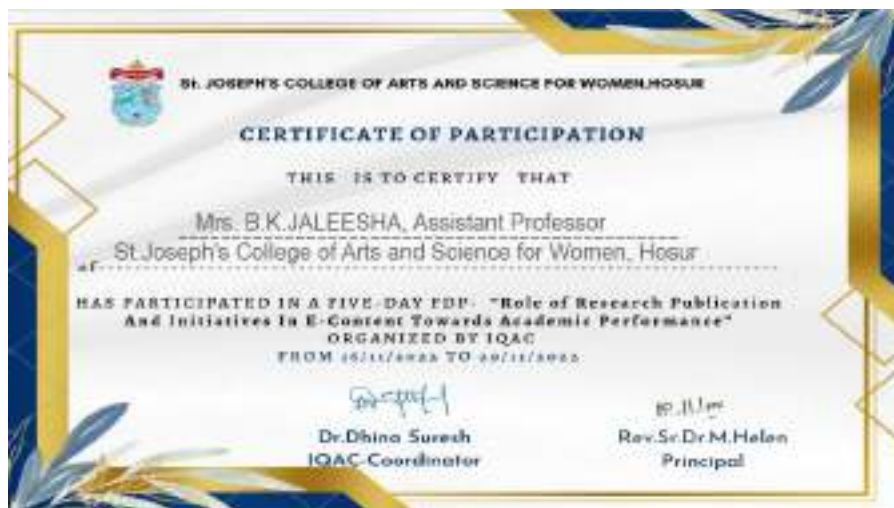 St. JOSEPH'S COLLEGE OF ARTS AND SCIENCE FOR WOMEN,HOSUR
CERTIFICATE OF PARTICIPATION
THIS IS TO CERTIFY THAT
Mrs. B.K.JALEESHA, Assistant Professor
of St.Joseph's College of Arts and Science for Women, Hosur
HAS PARTICIPATED IN A FIVE-DAY FDP- "Role of Research Publication
And Initiatives In E-Content Towards Academic Performance"
ORGANIZED BY IQAC
FROM TO
Dr.Dhina Suresh Rev.Sr.Dr.M.Helen
IQAC-Coordinator Principal